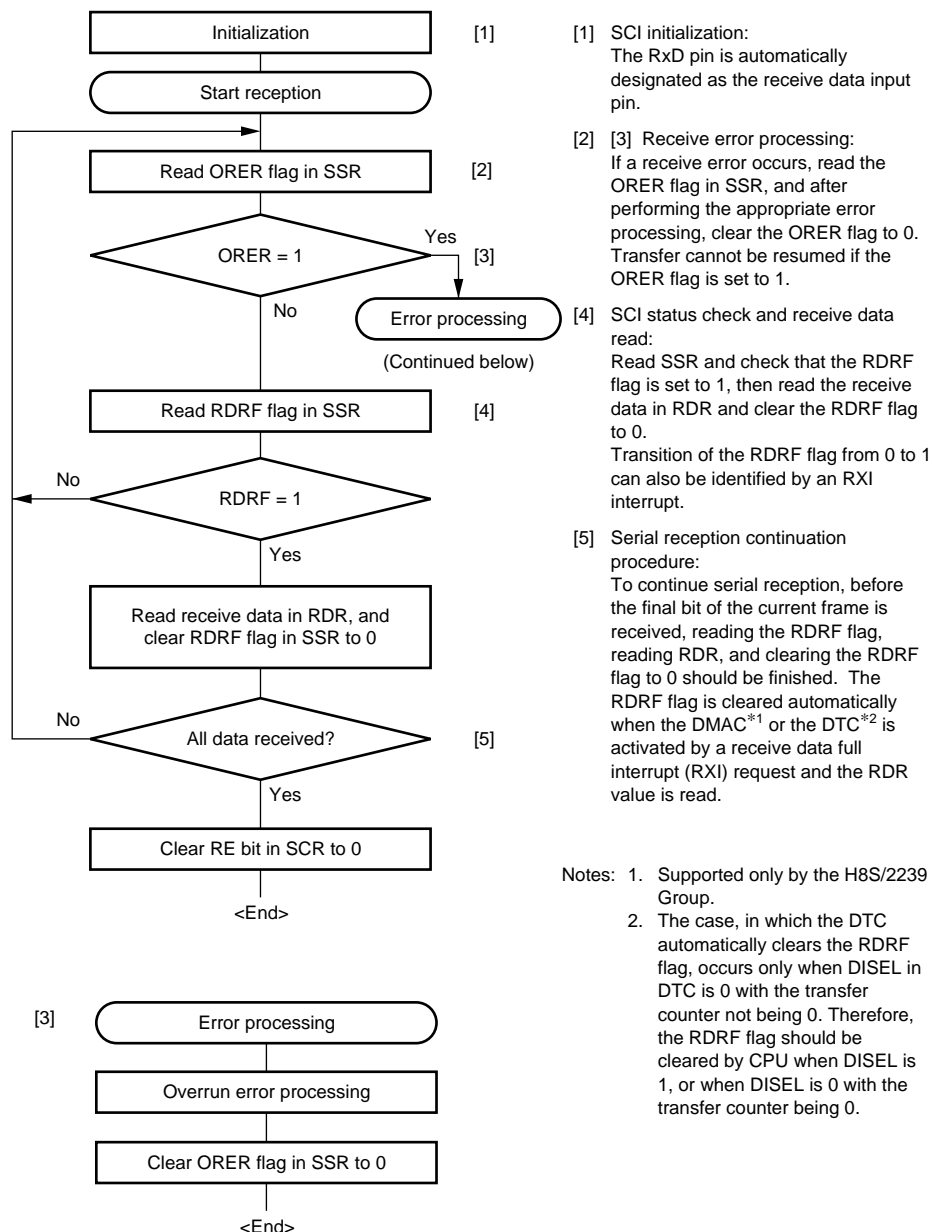 Initialization
[1]
Start reception
Read ORER flag in SSR
[2]
ORER = 1
Yes
[3]
No
Error processing
(Continued below)
Read RDRF flag in SSR
[4]
No
RDRF = 1
Yes
Read receive data in RDR, and
clear RDRF flag in SSR to 0
No
All data received?
[5]
Yes
Clear RE bit in SCR to 0
<End>
[3]
Error processing
Overrun error processing
Clear ORER flag in SSR to 0
<End>
[1] SCI initialization:
The RxD pin is automatically
designated as the receive data input
pin.
[2] [3] Receive error processing:
If a receive error occurs, read the
ORER flag in SSR, and after
performing the appropriate error
processing, clear the ORER flag to 0.
Transfer cannot be resumed if the
ORER flag is set to 1.
[4] SCI status check and receive data
read:
Read SSR and check that the RDRF
flag is set to 1, then read the receive
data in RDR and clear the RDRF flag
to 0.
Transition of the RDRF flag from 0 to 1
can also be identified by an RXI
interrupt.
[5] Serial reception continuation
procedure:
To continue serial reception, before
the final bit of the current frame is
received, reading the RDRF flag,
reading RDR, and clearing the RDRF
flag to 0 should be finished. The
RDRF flag is cleared automatically
when the DMAC*1 or the DTC*2 is
activated by a receive data full
interrupt (RXI) request and the RDR
value is read.
Notes: 1. Supported only by the H8S/2239
Group.
2. The case, in which the DTC
automatically clears the RDRF
flag, occurs only when DISEL in
DTC is 0 with the transfer
counter not being 0. Therefore,
the RDRF flag should be
cleared by CPU when DISEL is
1, or when DISEL is 0 with the
transfer counter being 0.